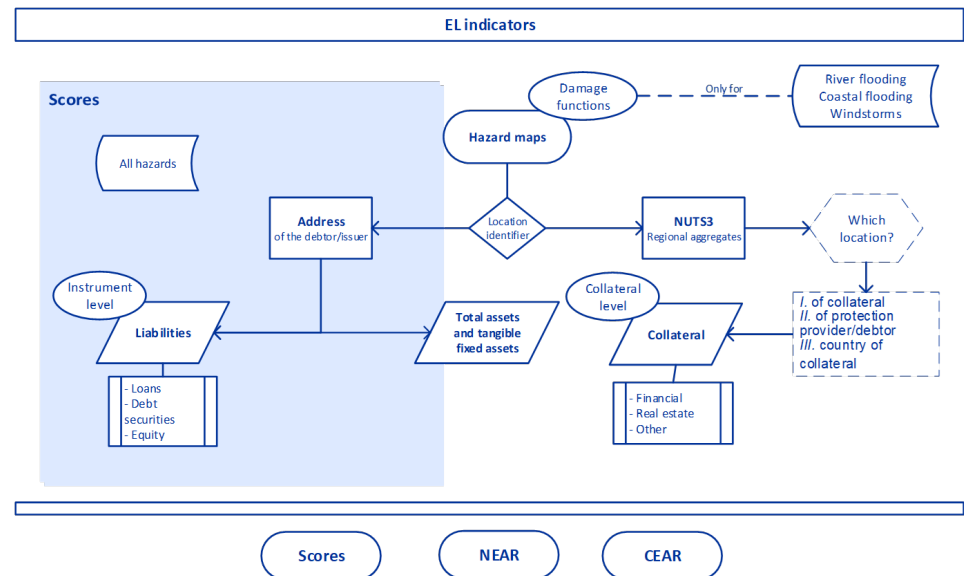 EL indicators
Scores
All hazards
Damage
functions
Only for
River flooding
Coastal flooding
Windstorms
Hazard maps
Address
of the debtor/issuer
Location
identifier
NUTS3
Regional aggregates
Which
location?
Instrument
level
Liabilities
Total assets
and tangible
fixed assets
Collateral
level
Collateral
I. of collateral
II. of protection
provider/debtor
III. country of
collateral
- Loans
- Debt
securities
- Equity
- Financial
- Real estate
- Other
Scores
NEAR
CEAR